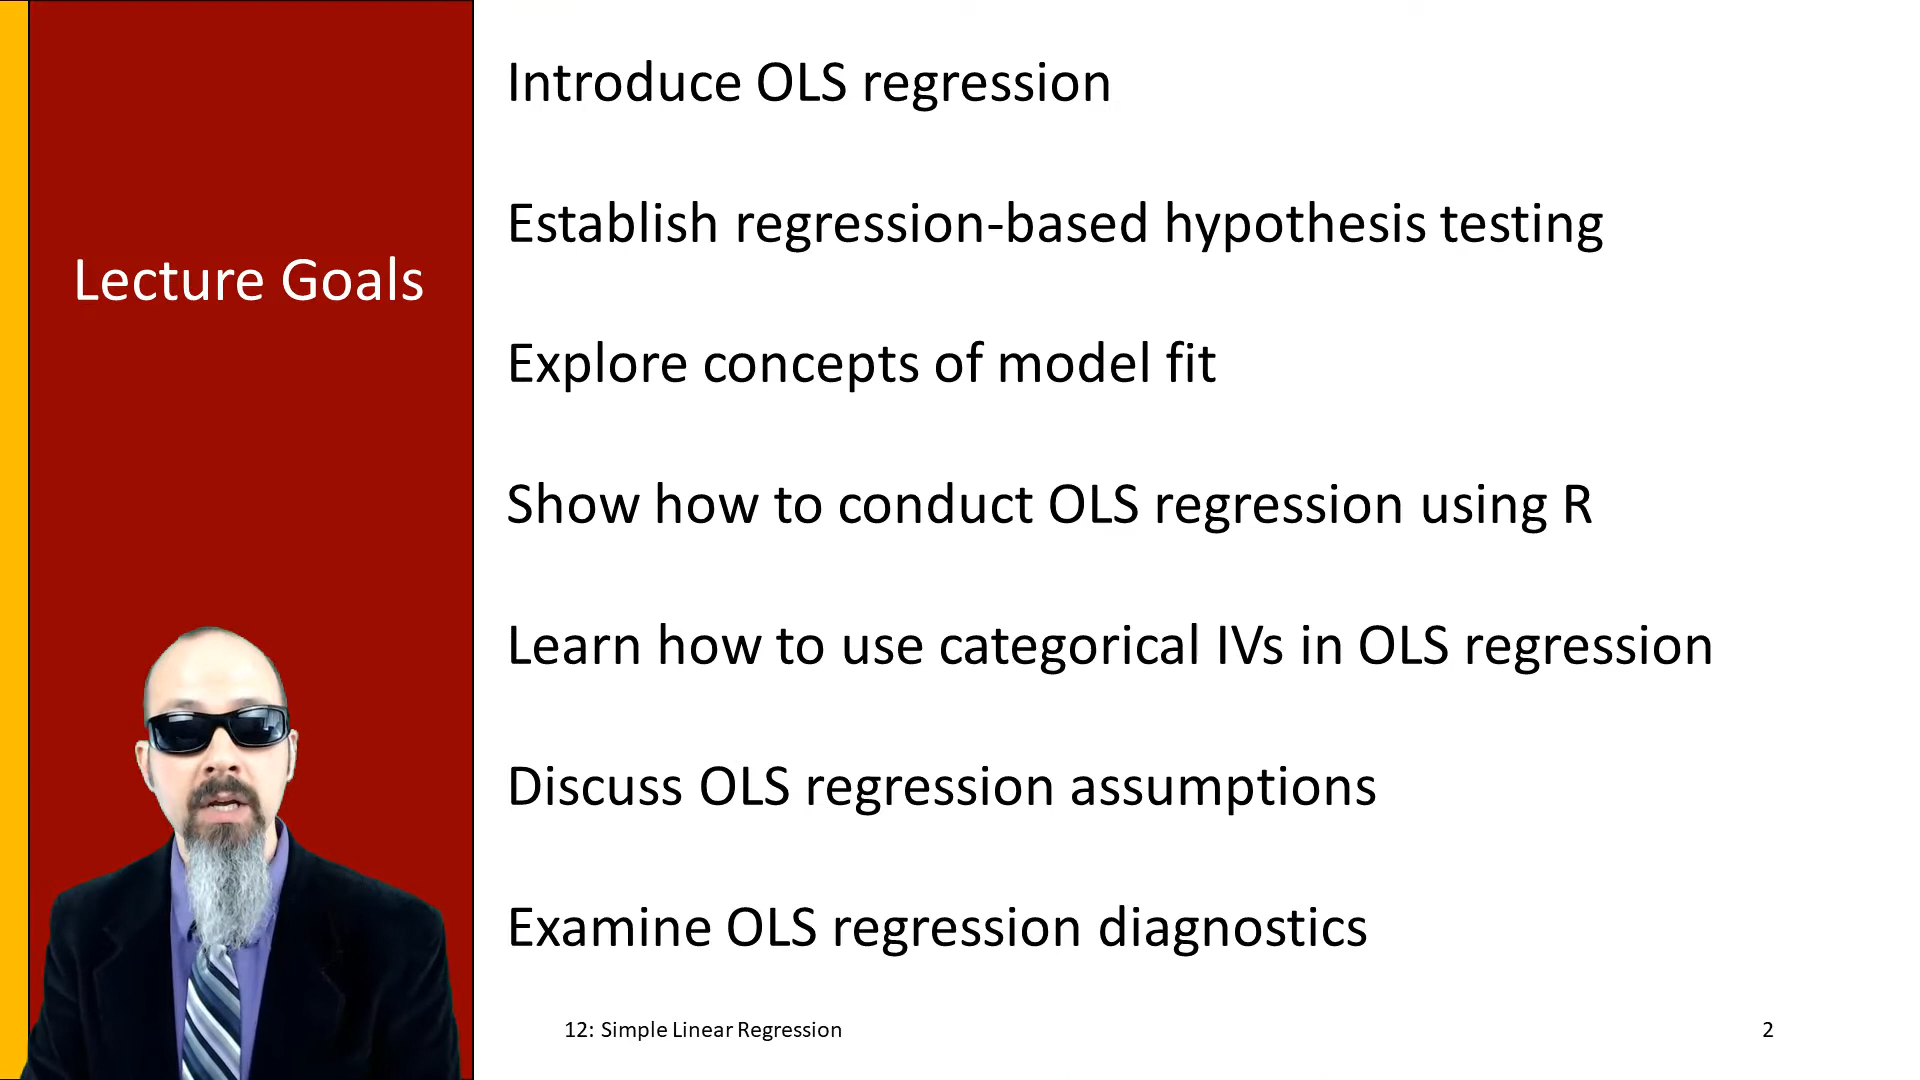 Lecture Goals
Introduce OLS regression
Establish regression-based hypothesis testing
Explore concepts of model fit
Show how to conduct OLS regression using R
Learn how to use categorical IVs in OLS regression
Discuss OLS regression assumptions
Examine OLS regression diagnostics
12: Simple Linear Regression
2